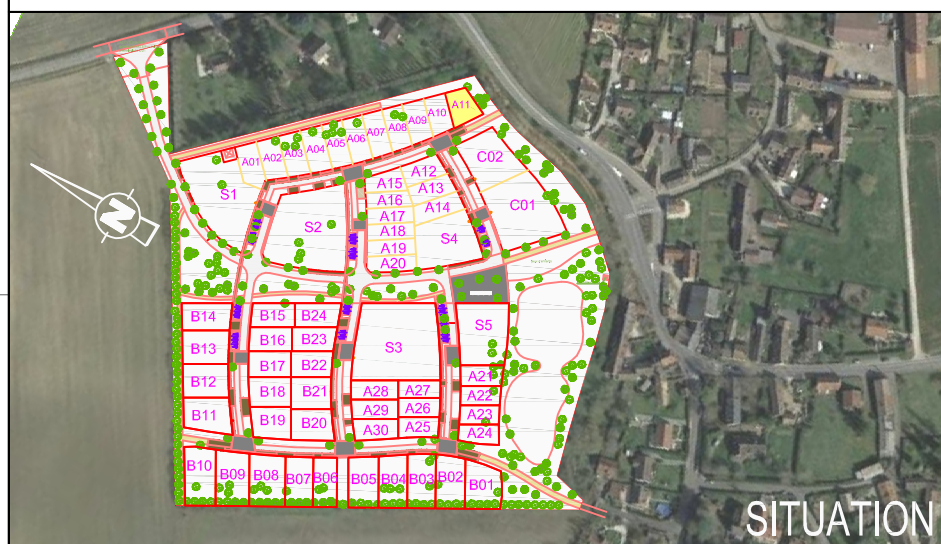 A11
A10
A09
A08
A07
A06
A05
A04
A03
A02
A01
C02
S1
A15
A12
A13
A16
A14
C01
S2
A17
A18
S4
A19
A20
N
B14
B15
B24
S5
B13
B16
B23
S3
B17
B22
B12
A21
B18
B21
A28
A27
A22
B11
A29
A26
A23
B19
B20
A30
A25
A24
B10
B09
B08
B07
B06
B05
B04
B03
B02
B01
SITUATION